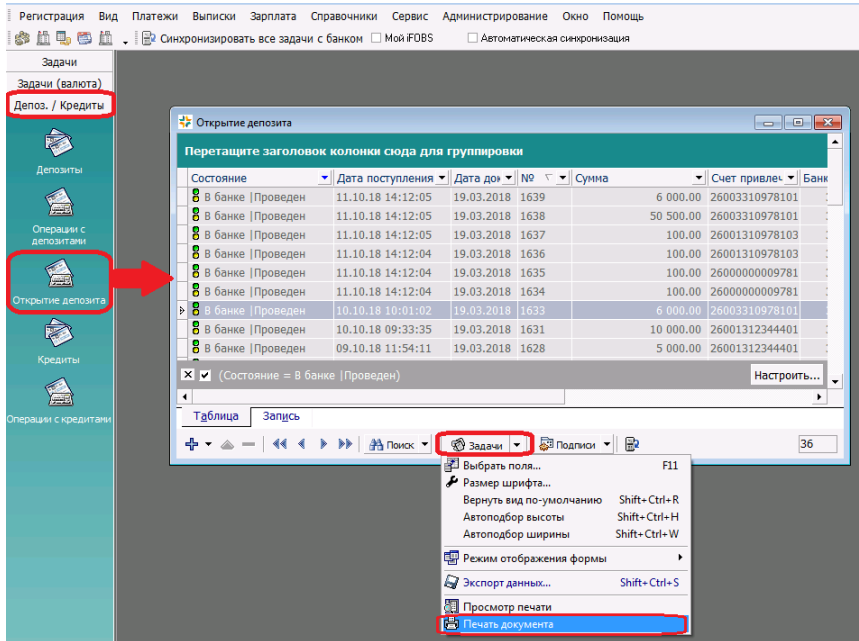 Регистрация Вид Платежи Выписки Зарплата Справочники Сервис Администрирование Окно Помощь
Синхронизировать все задачи с банком Мой iFOBS Автоматическая синхронизация
Задачи
Задачи (валюта)
Депоз. / Кредиты
Депозиты
Операции с
депозитами
Открытие депозита
Кредиты
Операции с кредитами
Открытие депозита
Перетащите заголовок колонки сюда для группировки
Состояние Дата поступления Дата док № Сумма Счет привлеч Банк
В банке |Проведен 11.10.18 14:12:05 19.03.2018 1639 6 000.00 26003310978101
В банке |Проведен 11.10.18 14:12:05 19.03.2018 1638 50 500.00 26003310978101
В банке |Проведен 11.10.18 14:12:05 19.03.2018 1637 100.00 26001310978103
В банке |Проведен 11.10.18 14:12:04 19.03.2018 1636 100.00 26001310978103
В банке |Проведен 11.10.18 14:12:04 19.03.2018 1635 100.00 26000000009781
В банке |Проведен 11.10.18 14:12:04 19.03.2018 1634 100.00 26000000009781
В банке |Проведен 10.10.18 10:01:02 19.03.2018 1633 6 000.00 26003310978101
В банке |Проведен 10.10.18 09:33:35 19.03.2018 1631 10 000.00 26001312344401
В банке |Проведен 09.10.18 11:54:11 19.03.2018 1628 5 000.00 26001312344401
(Состояние = В банке |Проведен) Настроить...
Таблица Запись
Поиск Задачи Подписи 36
Выбрать поля... F11
Размер шрифта...
Вернуть вид по-умолчанию Shift+Ctrl+R
Автоподбор высоты Shift+Ctrl+H
Автоподбор ширины Shift+Ctrl+W
Режим отображения формы
Экспорт данных... Shift+Ctrl+S
Просмотр печати
Печать документа